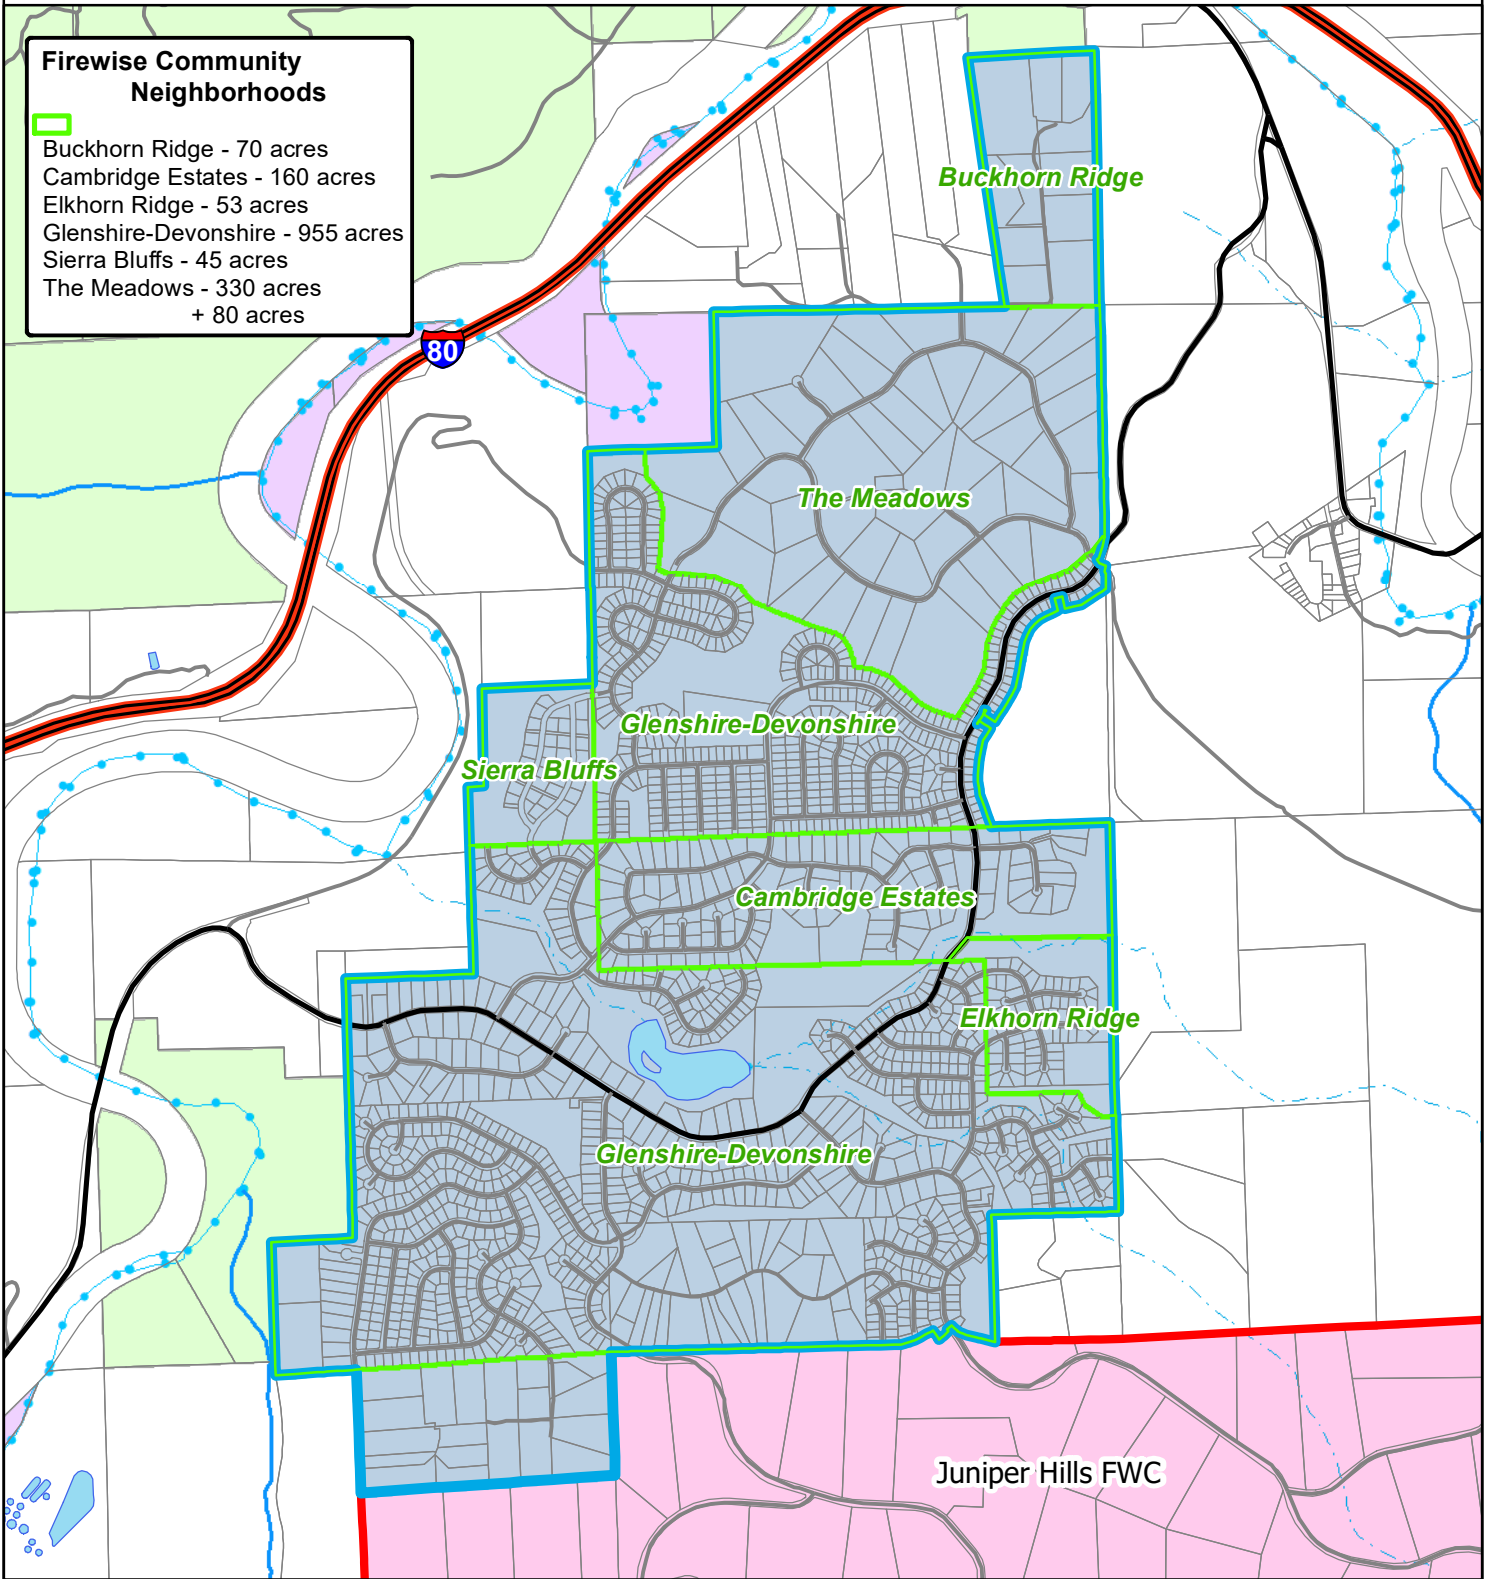 Firewise Community
Neighborhoods
Buckhorn Ridge - 70 acres
Cambridge Estates - 160 acres
Elkhorn Ridge - 53 acres
Glenshire-Devonshire - 955 acres
Sierra Bluffs - 45 acres
The Meadows - 330 acres
+ 80 acres
Buckhorn Ridge
80
The Meadows
Glenshire-Devonshire
Sierra Bluffs
Cambridge Estates
Elkhorn Ridge
Glenshire-Devonshire
Juniper Hills FWC